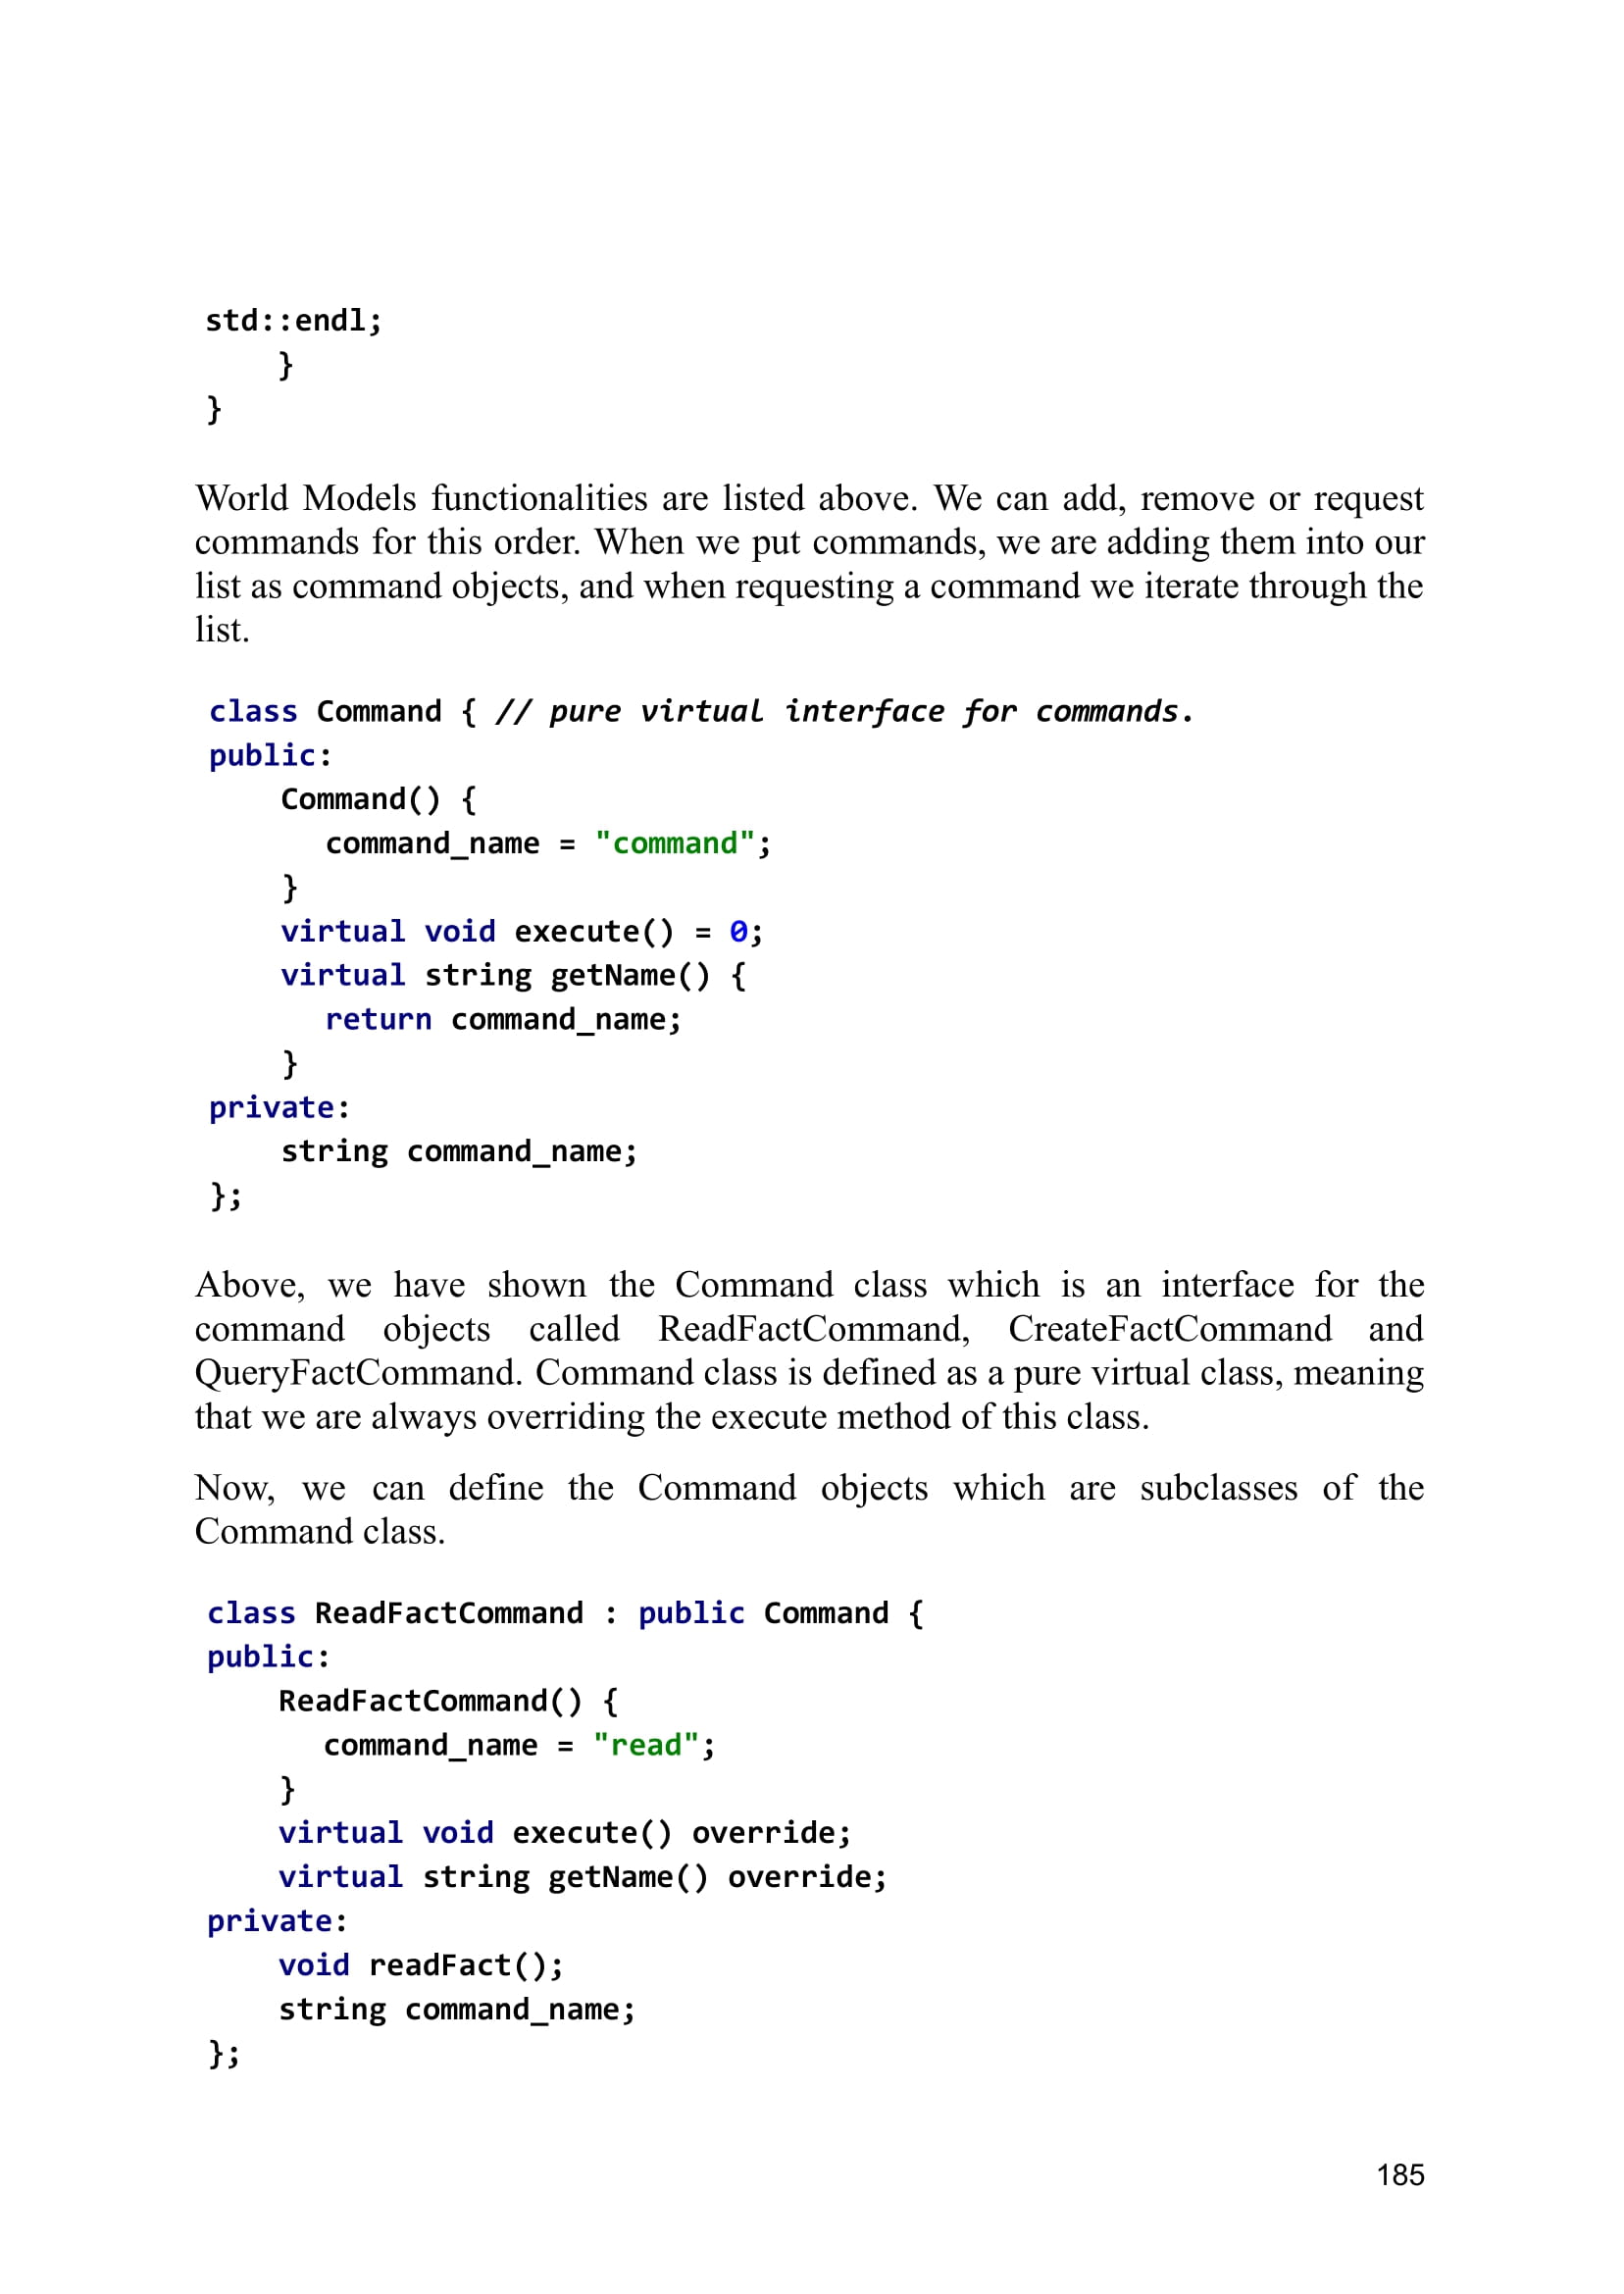 std::endl;
    }
}
World Models functionalities are listed above. We can add, remove or request
commands for this order. When we put commands, we are adding them into our
list as command objects, and when requesting a command we iterate through the
list.
class Command { // pure virtual interface for commands.
public:
    Command() {
      command_name = "command";
    }
    virtual void execute() = 0;
    virtual string getName() {
      return command_name;
    }
private:
    string command_name;
};
Above, we have shown the Command class which is an interface for the
command objects called ReadFactCommand, CreateFactCommand and
QueryFactCommand. Command class is defined as a pure virtual class, meaning
that we are always overriding the execute method of this class.
Now, we can define the Command objects which are subclasses of the
Command class.
class ReadFactCommand : public Command {
public:
    ReadFactCommand() {
      command_name = "read";
    }
    virtual void execute() override;
    virtual string getName() override;
private:
    void readFact();
    string command_name;
};
185